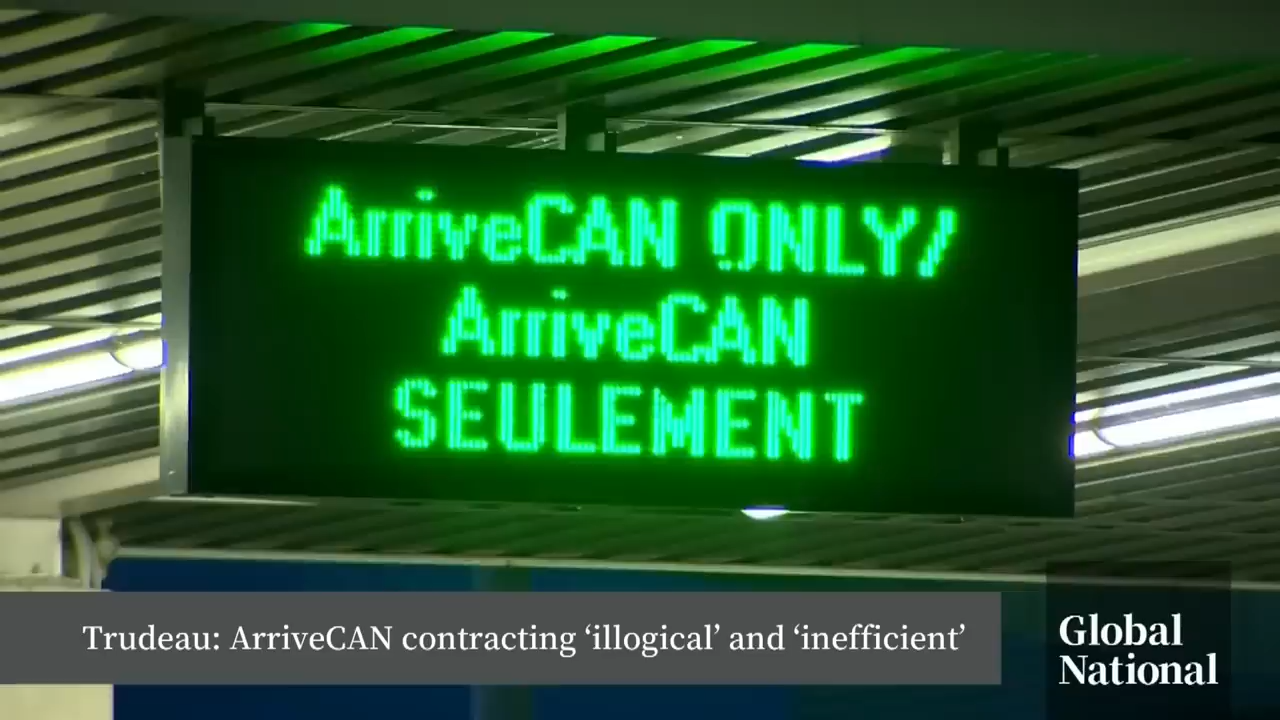 ArriveCAN ONLY/
ArriveCAN
SEULEMENT
Trudeau: ArriveCAN contracting ‘illogical’ and ‘inefficient’
Global
National